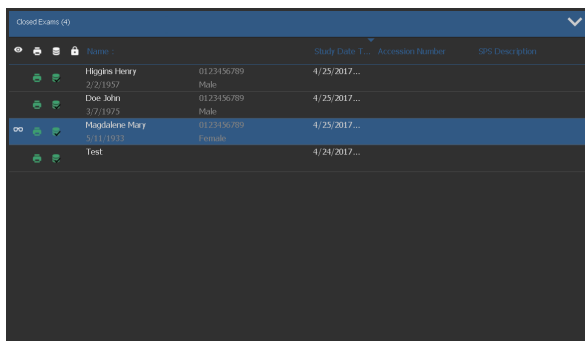 Closed Exams (4)
Name : Study Date T... Accession Number SPS Description
Higgins Henry 0123456789 4/25/2017...
2/2/1957 Male
Doe John 0123456789 4/25/2017...
3/7/1975 Male
Magdalene Mary 0123456789 4/25/2017...
5/11/1933 Female
Test 4/24/2017...